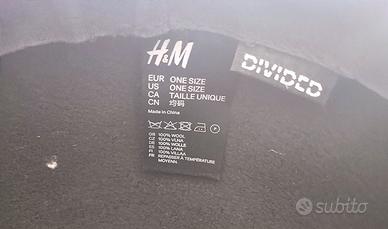 H&M
DIVIDED
EUR ONE SIZE
US ONE SIZE
CA TAILLE UNIQUE
CN 均码
Made in China
P
GB 100% WOOL
CZ 100% VLNA
DE 100% WOLLE
ES 100% LANA
FI 100% VILLAA
FR REPASSER À TEMPÉRATURE
MOYENN
subito